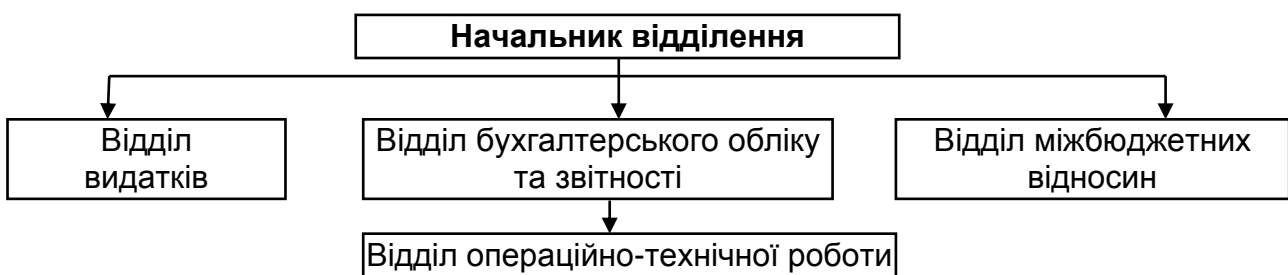 Начальник відділення
Відділ
видатків
Відділ бухгалтерського обліку
та звітності
Відділ міжбюджетних
відносин
Відділ операційно-технічної роботи